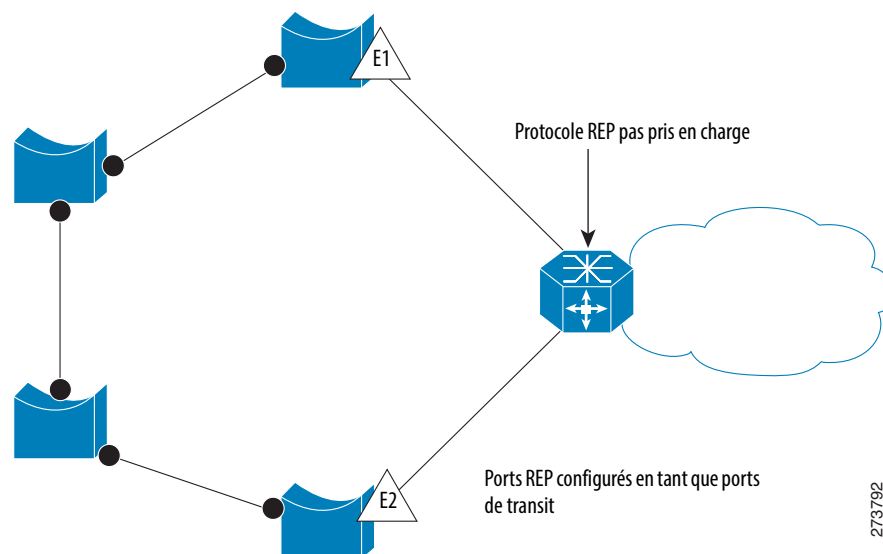 E1
Protocole REP pas pris en charge
E2
Ports REP configurés en tant que ports
de transit
273792